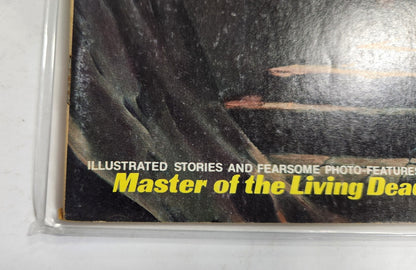 ILLUSTRATED STORIES AND FEARSOME PHOTO-FEATURES
Master of the Living Dead